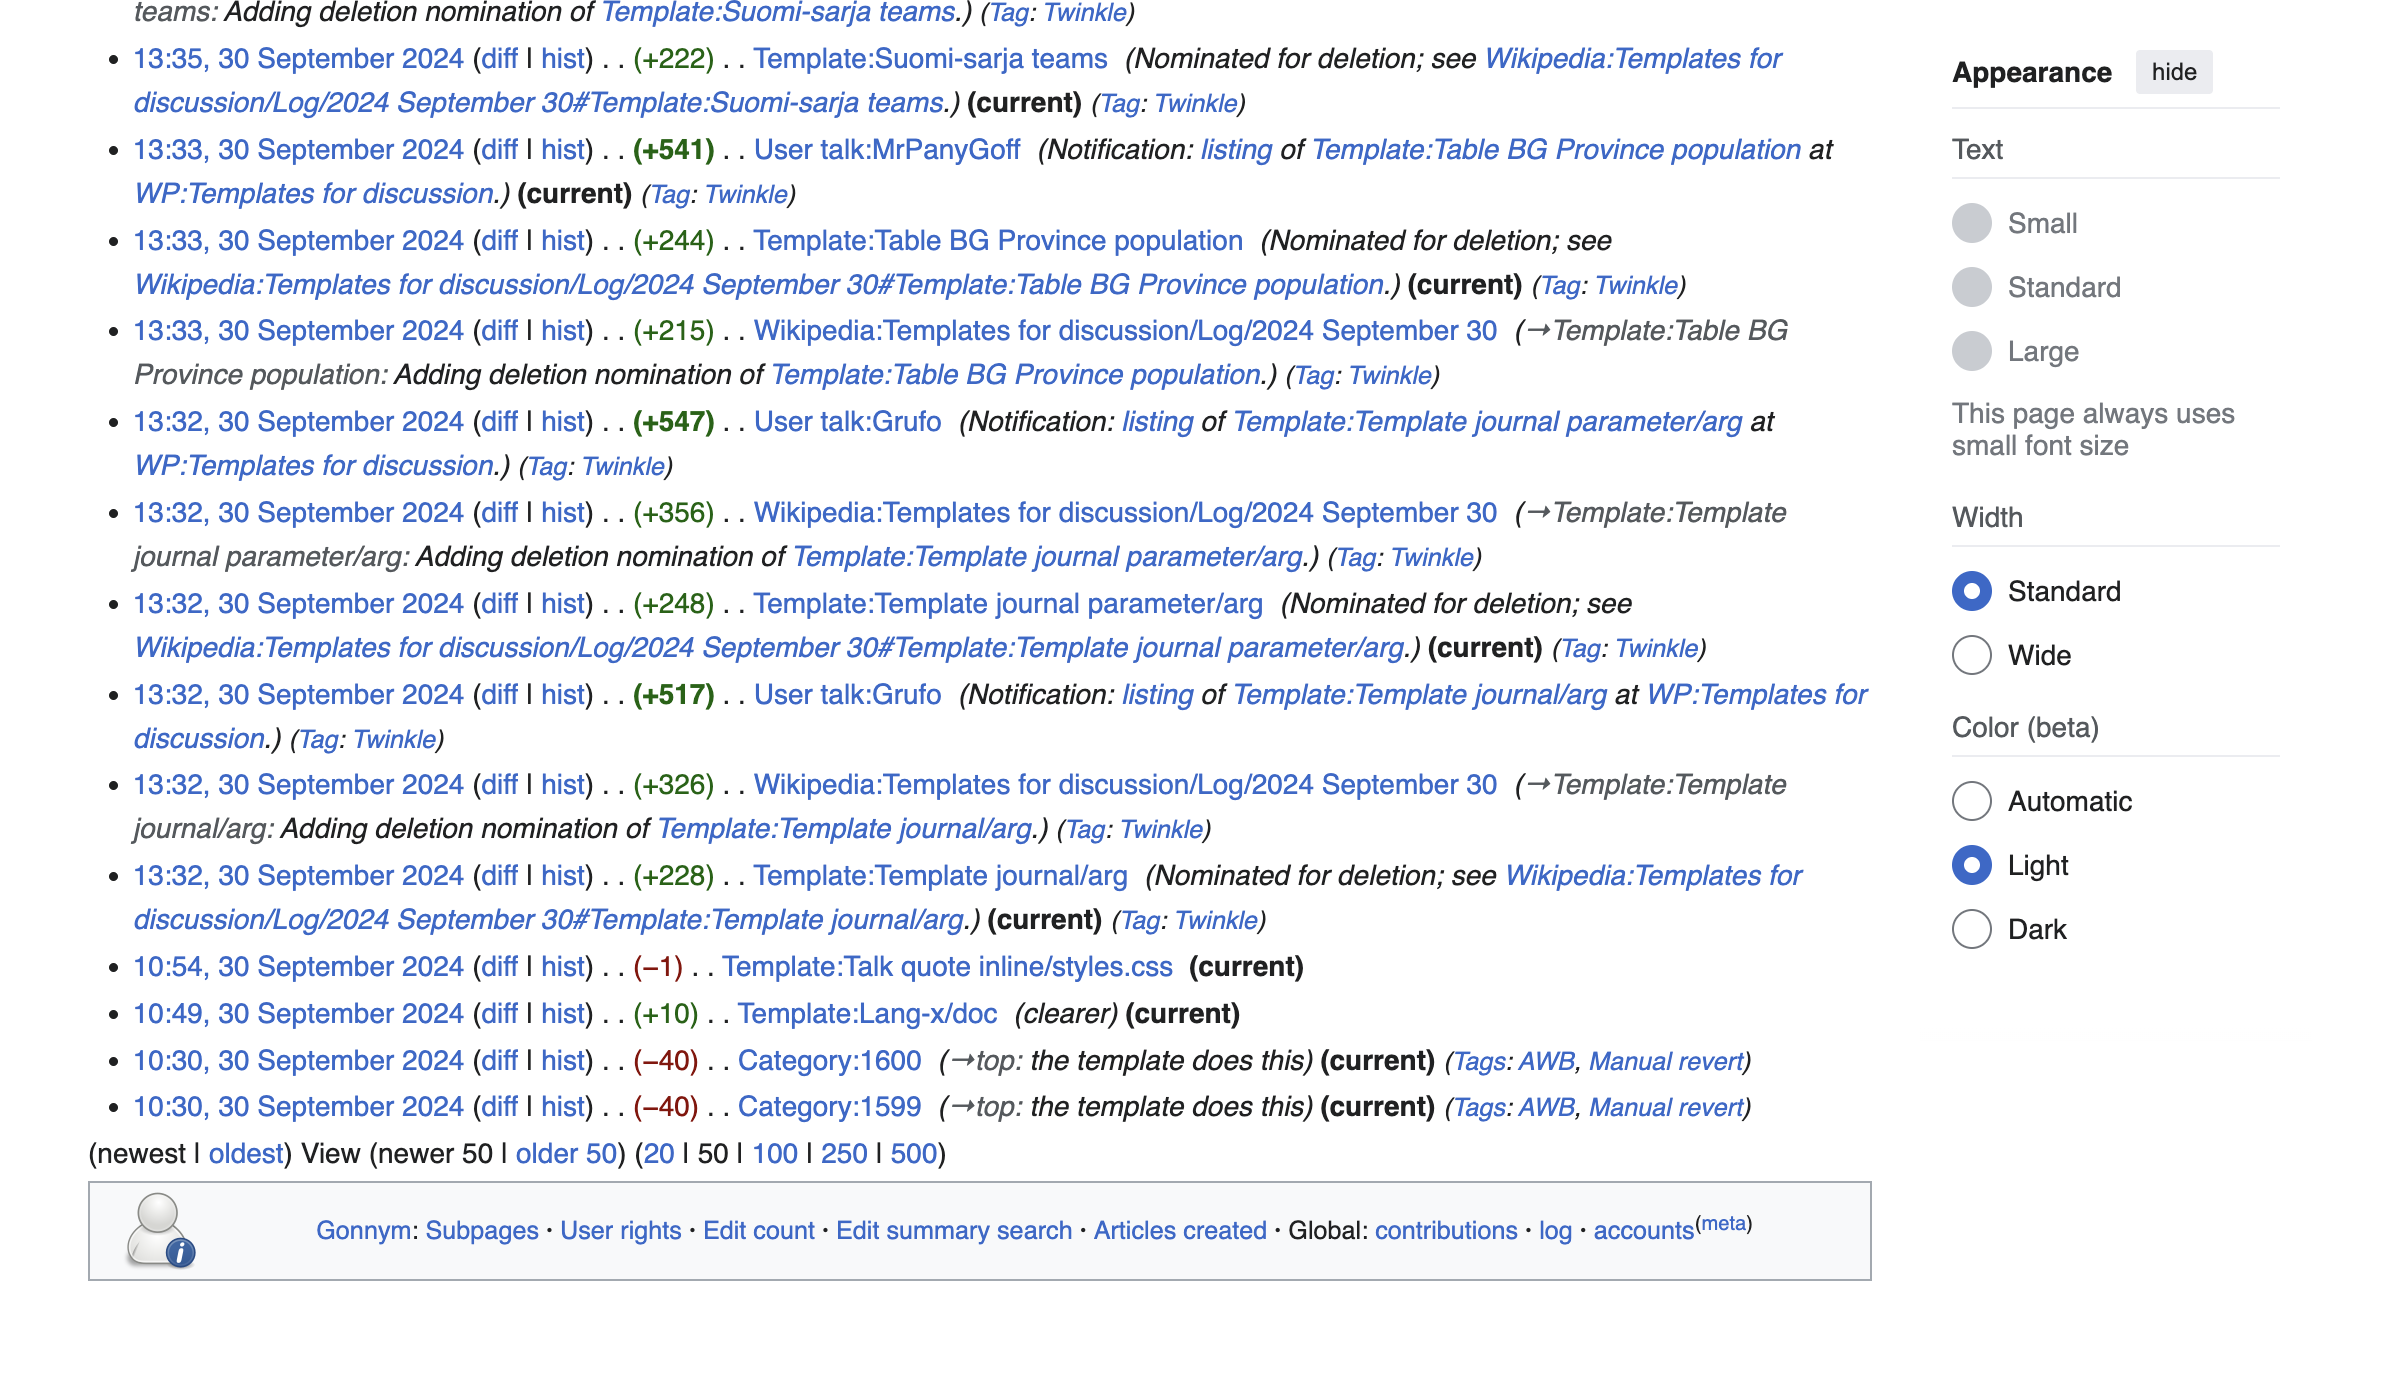 teams: Adding deletion nomination of Template:Suomi-sarja teams.) (Tag: Twinkle)
• 13:35, 30 September 2024 (diff | hist) . . (+222) . . Template:Suomi-sarja teams (Nominated for deletion; see Wikipedia:Templates for
discussion/Log/2024 September 30#Template:Suomi-sarja teams.) (current) (Tag: Twinkle)
• 13:33, 30 September 2024 (diff | hist) . . (+541) . . User talk:MrPanyGoff (Notification: listing of Template:Table BG Province population at
WP:Templates for discussion.) (current) (Tag: Twinkle)
• 13:33, 30 September 2024 (diff | hist) . . (+244) . . Template:Table BG Province population (Nominated for deletion; see
Wikipedia:Templates for discussion/Log/2024 September 30#Template:Table BG Province population.) (current) (Tag: Twinkle)
• 13:33, 30 September 2024 (diff | hist) . . (+215) . . Wikipedia:Templates for discussion/Log/2024 September 30 (→Template:Table BG
Province population: Adding deletion nomination of Template:Table BG Province population.) (Tag: Twinkle)
• 13:32, 30 September 2024 (diff | hist) . . (+547) . . User talk:Grufo (Notification: listing of Template:Template journal parameter/arg at
WP:Templates for discussion.) (Tag: Twinkle)
• 13:32, 30 September 2024 (diff | hist) . . (+356) . . Wikipedia:Templates for discussion/Log/2024 September 30 (→Template:Template
journal parameter/arg: Adding deletion nomination of Template:Template journal parameter/arg.) (Tag: Twinkle)
• 13:32, 30 September 2024 (diff | hist) . . (+248) . . Template:Template journal parameter/arg (Nominated for deletion; see
Wikipedia:Templates for discussion/Log/2024 September 30#Template:Template journal parameter/arg.) (current) (Tag: Twinkle)
• 13:32, 30 September 2024 (diff | hist) . . (+517) . . User talk:Grufo (Notification: listing of Template:Template journal/arg at WP:Templates for
discussion.) (Tag: Twinkle)
• 13:32, 30 September 2024 (diff | hist) . . (+326) . . Wikipedia:Templates for discussion/Log/2024 September 30 (→Template:Template
journal/arg: Adding deletion nomination of Template:Template journal/arg.) (Tag: Twinkle)
• 13:32, 30 September 2024 (diff | hist) . . (+228) . . Template:Template journal/arg (Nominated for deletion; see Wikipedia:Templates for
discussion/Log/2024 September 30#Template:Template journal/arg.) (current) (Tag: Twinkle)
• 10:54, 30 September 2024 (diff | hist) . . (−1) . . Template:Talk quote inline/styles.css (current)
• 10:49, 30 September 2024 (diff | hist) . . (+10) . . Template:Lang-x/doc (clearer) (current)
• 10:30, 30 September 2024 (diff | hist) . . (−40) . . Category:1600 (→top: the template does this) (current) (Tags: AWB, Manual revert)
• 10:30, 30 September 2024 (diff | hist) . . (−40) . . Category:1599 (→top: the template does this) (current) (Tags: AWB, Manual revert)
(newest | oldest) View (newer 50 | older 50) (20 | 50 | 100 | 250 | 500)
Gonnym: Subpages · User rights · Edit count · Edit summary search · Articles created · Global: contributions · log · accounts(meta)
Appearance hide
Text
Small
Standard
Large
This page always uses
small font size
Width
Standard
Wide
Color (beta)
Automatic
Light
Dark